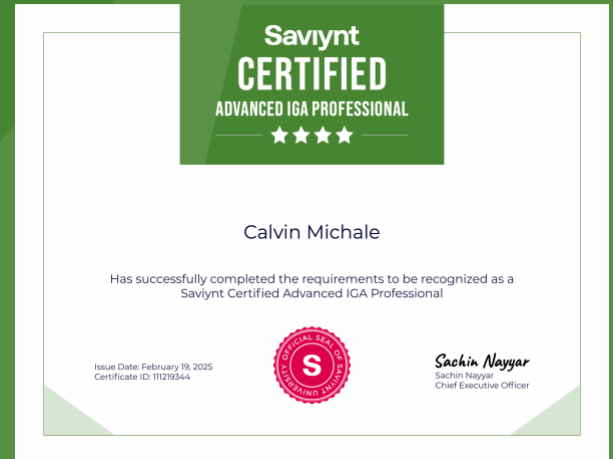 Saviynt
CERTIFIED
ADVANCED IGA PROFESSIONAL
Calvin Michale
Has successfully completed the requirements to be recognized as a
Saviynt Certified Advanced IGA Professional
Issue Date: February 19, 2025
Certificate ID: 111219344
OFFICIAL SEAL OF
S
SAVIYNT UNIVERSITY
Sachin Nayyar
Sachin Nayyar
Chief Executive Officer